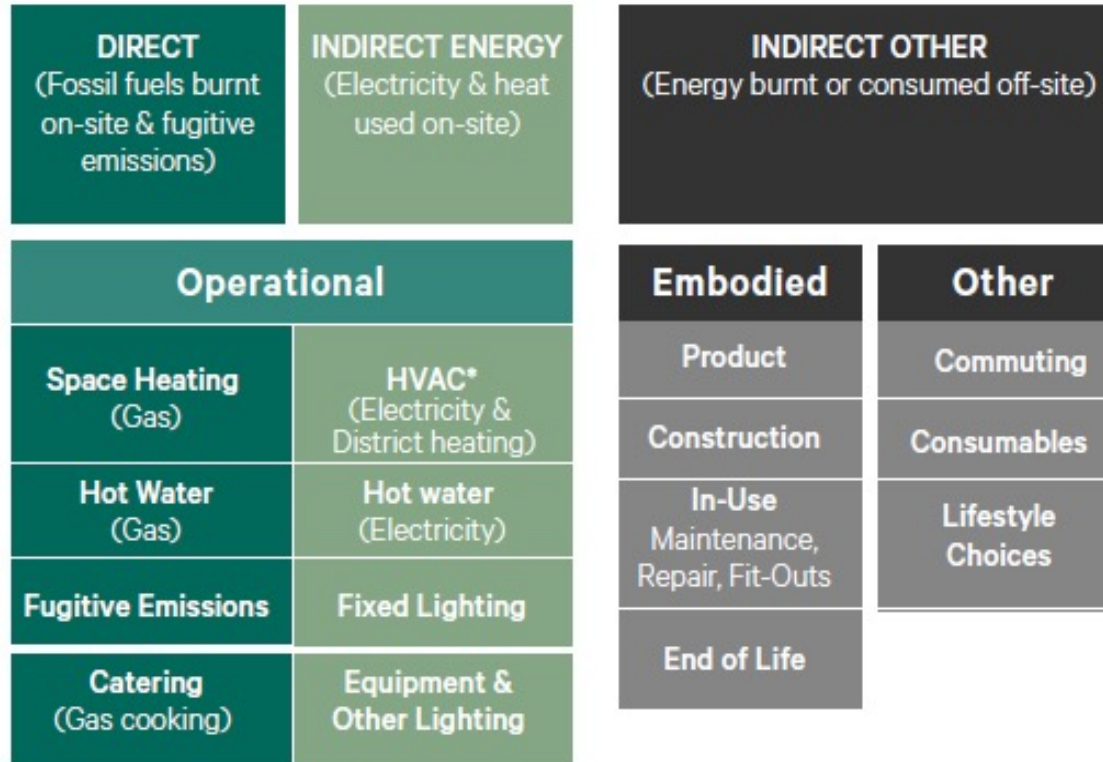 DIRECT
(Fossil fuels burnt
on-site & fugitive
emissions)
INDIRECT ENERGY
(Electricity & heat
used on-site)
INDIRECT OTHER
(Energy burnt or consumed off-site)
Operational
Space Heating
(Gas)
HVAC*
(Electricity &
District heating)
Hot Water
(Gas)
Hot water
(Electricity)
Fugitive Emissions
Fixed Lighting
Catering
(Gas cooking)
Equipment &
Other Lighting
Embodied
Product
Construction
In-Use
Maintenance,
Repair, Fit-Outs
End of Life
Other
Commuting
Consumables
Lifestyle
Choices